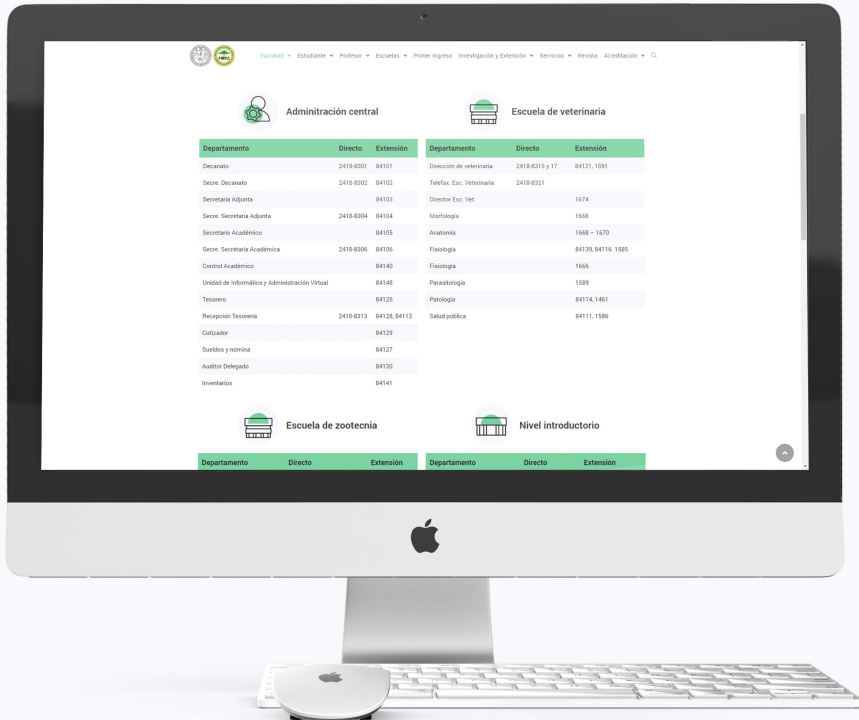 FMVZ
Facultad Estudiante Profesor Escuelas Primer Ingreso Investigación y Extensión Servicios Revista Acreditación
Adminitración central
Departamento Directo Extensión
Decanato 2418-8301 84101
Secre. Decanato 2418-8302 84102
Secretaria Adjunta 84103
Secre. Secretaria Adjunta 2418-8304 84104
Secretario Académico 84105
Secre. Secretaria Académica 2418-8306 84106
Control Académico 84140
Unidad de Informática y Administración Virtual 84148
Tesorero 84126
Recepción Tesorería 2418-8313 84128, 84112
Cotizador 84129
Sueldos y nómina 84127
Auditor Delegado 84130
Inventarios 84141
Escuela de veterinaria
Departamento Directo Extensión
Dirección de veterinaria 2418-8315 y 17 84121, 1591
Telefax. Esc. Veterinaria 2418-8321
Director Esc. Vet. 1674
Morfología 1668
Anatomía 1668 – 1670
Fisiología 84139, 84116. 1585
Fisiología 1666
Parasitología 1589
Patología 84114, 1461
Salud pública 84111, 1586
Escuela de zootecnia
Departamento Directo Extensión
Nivel introductorio
Departamento Directo Extensión